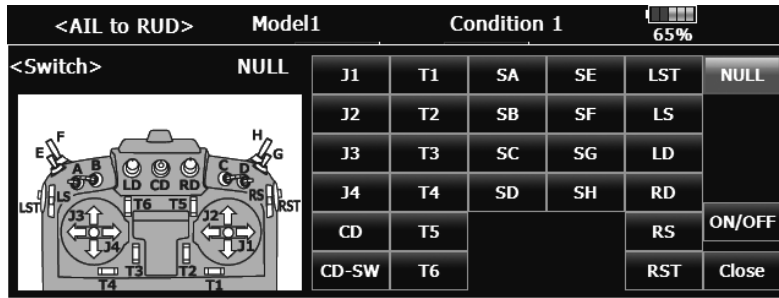 <AIL to RUD> Model1 Condition 1 65%
<Switch> NULL
J1 T1 SA SE LST NULL
J2 T2 SB SF LS
J3 T3 SC SG LD
J4 T4 SD SH RD
CD T5 RS ON/OFF
CD-SW T6 RST Close
F H
E A B C D G
LD CD RD
LST LS T6 T5 RS RST
J3 J2
J4 J1
T3 T2
T4 T1